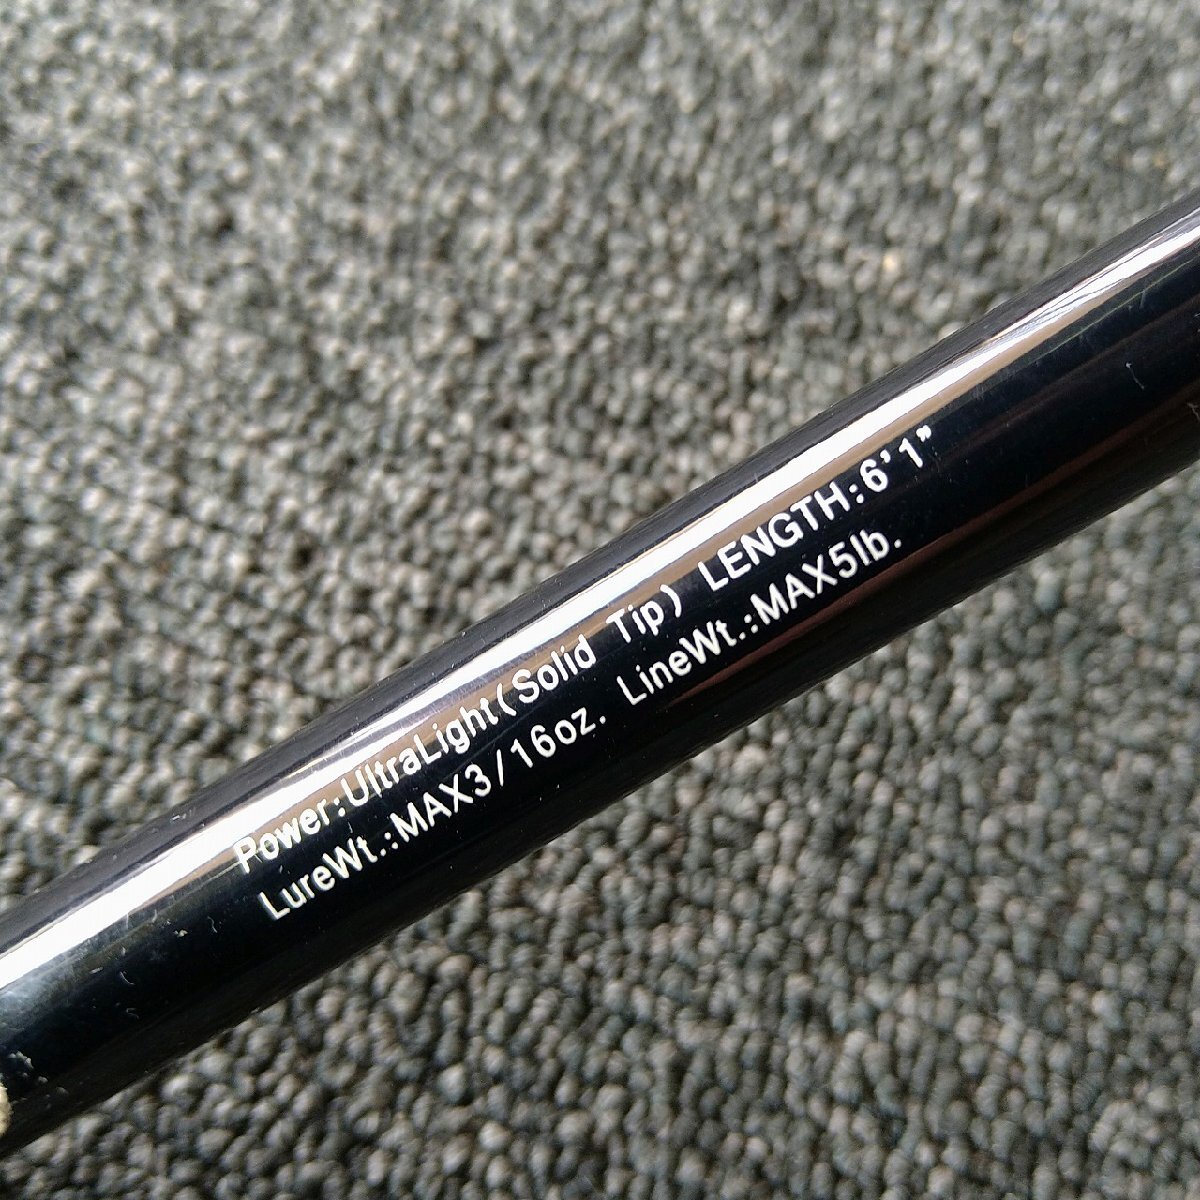 Power:UltraLight(Solid Tip) LENGTH:6'1”
LureWt.:MAX3/16oz. LineWt.:MAX5lb.